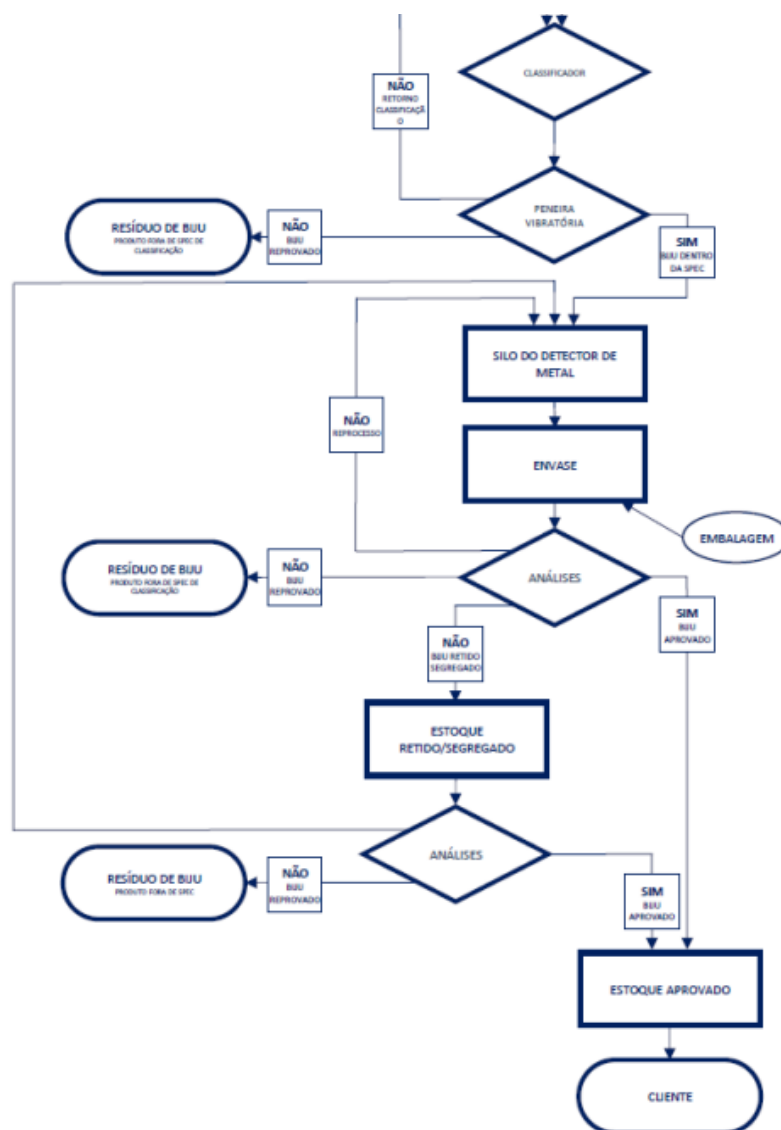 CLASSIFICADOR
NÃO
RETORNO
CLASSIFICAÇÃ
O
PENEIRA
VIBRATÓRIA
RESÍDUO DE BIJU
PRODUTO FORA DE SPEC DE
CLASSIFICAÇÃO
NÃO
BIJU
REPROVADO
SIM
BIJU DENTRO
DA SPEC
SILO DO DETECTOR DE
METAL
NÃO
REPROCESSO
ENVASE
EMBALAGEM
RESÍDUO DE BIJU
PRODUTO FORA DE SPEC DE
CLASSIFICAÇÃO
NÃO
BIJU
REPROVADO
ANÁLISES
SIM
BIJU
APROVADO
NÃO
BIJU RETIDO
SEGREGADO
ESTOQUE
RETIDO/SEGREGADO
RESÍDUO DE BIJU
PRODUTO FORA DE SPEC
NÃO
BIJU
REPROVADO
ANÁLISES
SIM
BIJU
APROVADO
ESTOQUE APROVADO
CLIENTE